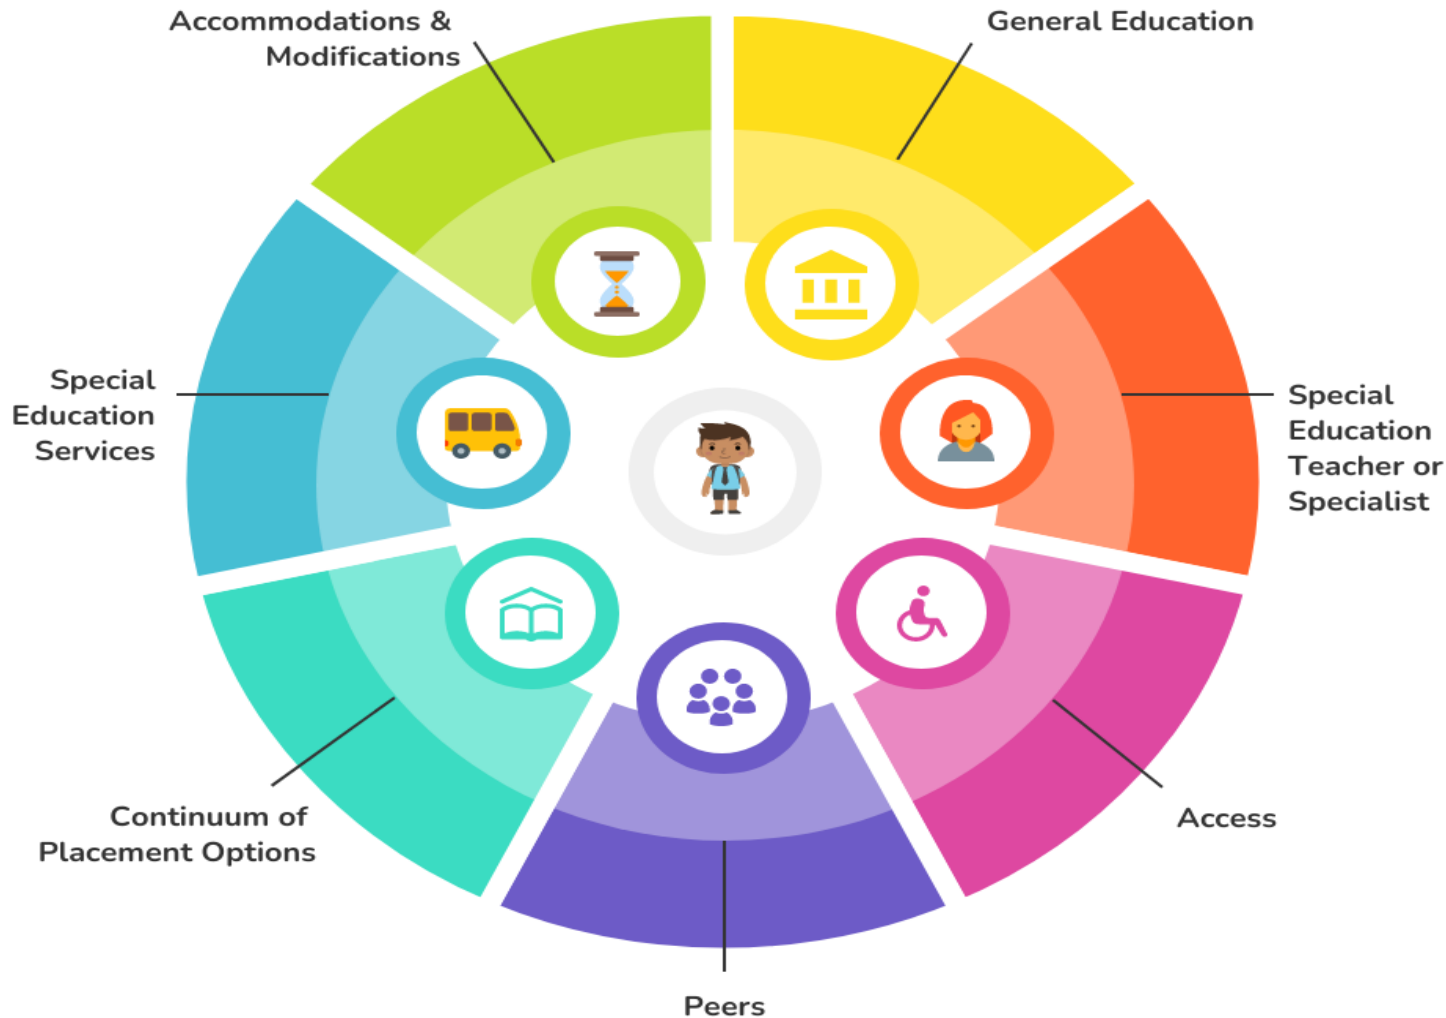 Accommodations &
Modifications
General Education
Special
Education
Services
Special
Education
Teacher or
Specialist
Continuum of
Placement Options
Access
Peers